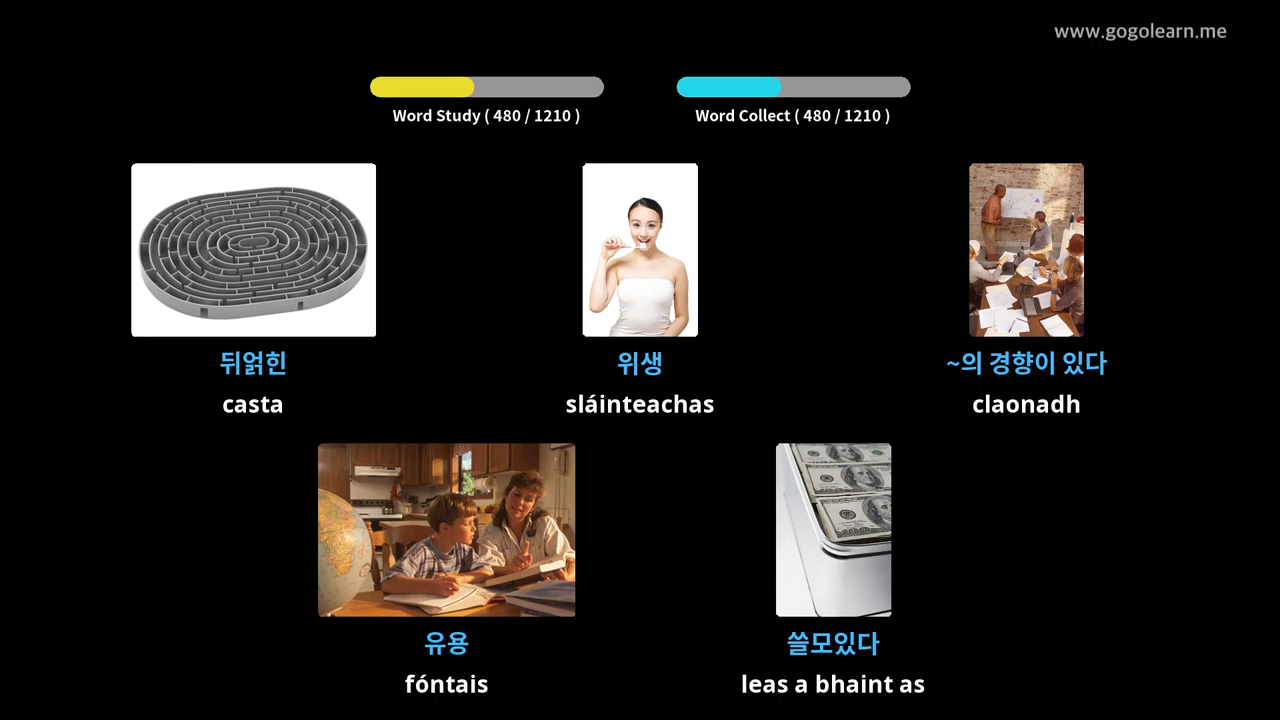 www.gogolearn.me
Word Study ( 480 / 1210 )
Word Collect ( 480 / 1210 )
뒤얽힌
casta
위생
sláinteachas
~의 경향이 있다
claonadh
유용
fóntais
쓸모있다
leas a bhaint as